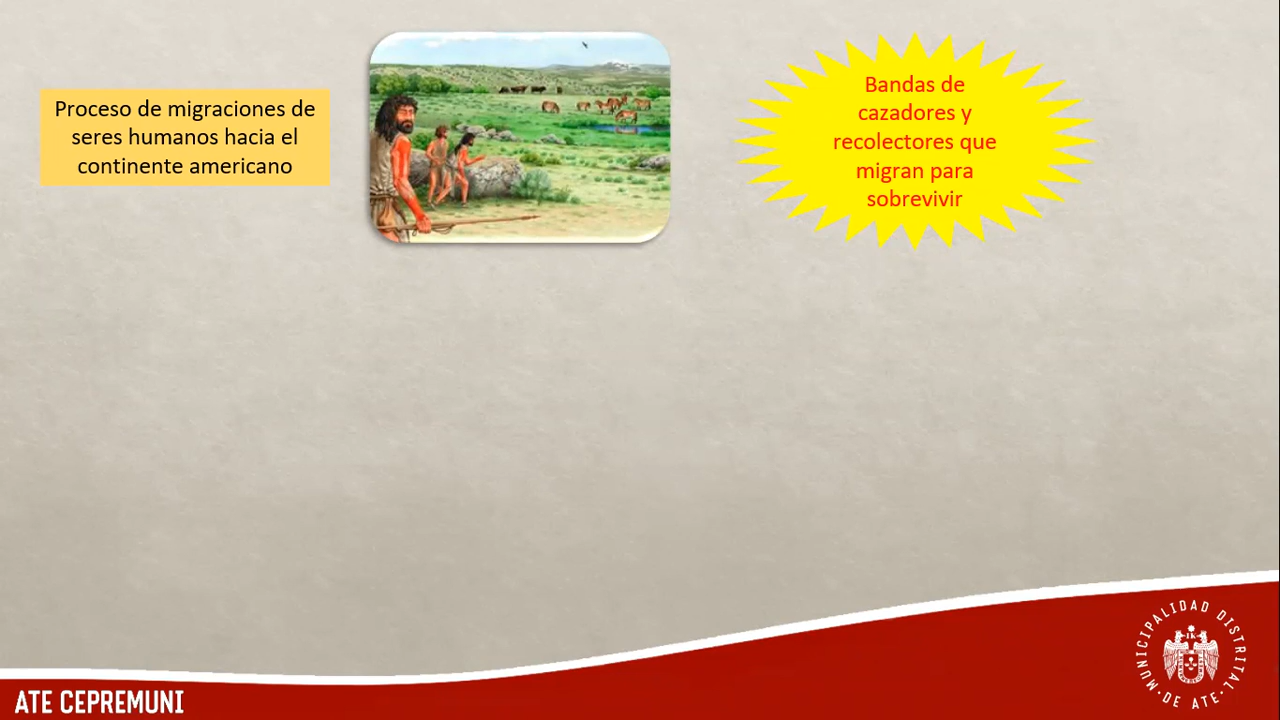 Proceso de migraciones de
seres humanos hacia el
continente americano
Bandas de
cazadores y
recolectores que
migran para
sobrevivir
ATE CEPREMUNI
MUNICIPALIDAD DISTRITAL
· DE ATE ·